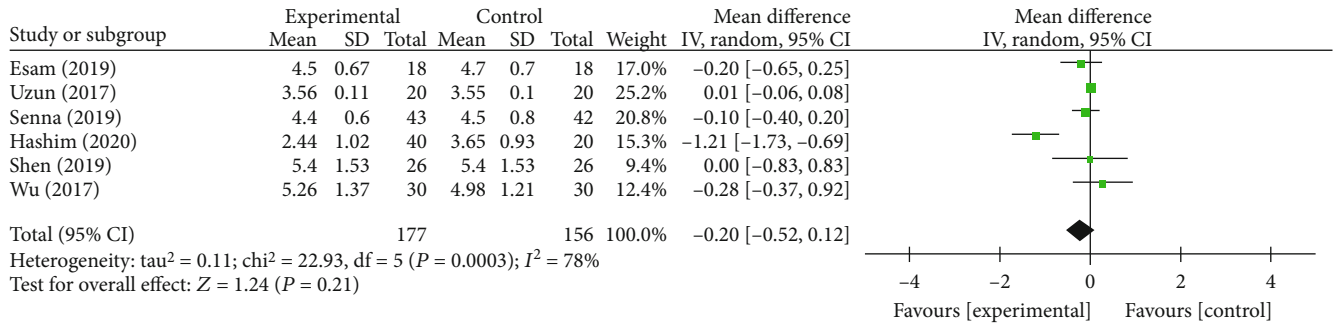 Experimental Control Mean difference Mean difference
Study or subgroup Mean SD Total Mean SD Total Weight IV, random, 95% CI IV, random, 95% CI
Esam (2019) 4.5 0.67 18 4.7 0.7 18 17.0% –0.20 [–0.65, 0.25]
Uzun (2017) 3.56 0.11 20 3.55 0.1 20 25.2% 0.01 [–0.06, 0.08]
Senna (2019) 4.4 0.6 43 4.5 0.8 42 20.8% –0.10 [–0.40, 0.20]
Hashim (2020) 2.44 1.02 40 3.65 0.93 20 15.3% –1.21 [–1.73, –0.69]
Shen (2019) 5.4 1.53 26 5.4 1.53 26 9.4% 0.00 [–0.83, 0.83]
Wu (2017) 5.26 1.37 30 4.98 1.21 30 12.4% –0.28 [–0.37, 0.92]
Total (95% CI) 177 156 100.0% –0.20 [–0.52, 0.12]
Heterogeneity: tau² = 0.11; chi² = 22.93, df = 5 (P = 0.0003); I² = 78%
Test for overall effect: Z = 1.24 (P = 0.21)
–4 –2 0 2 4
Favours [experimental] Favours [control]